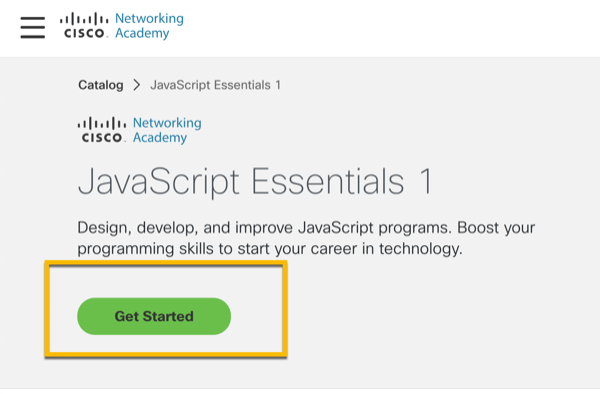 Networking
CISCO. Academy
Catalog > JavaScript Essentials 1
Networking
CISCO. Academy
JavaScript Essentials 1
Design, develop, and improve JavaScript programs. Boost your
programming skills to start your career in technology.
Get Started